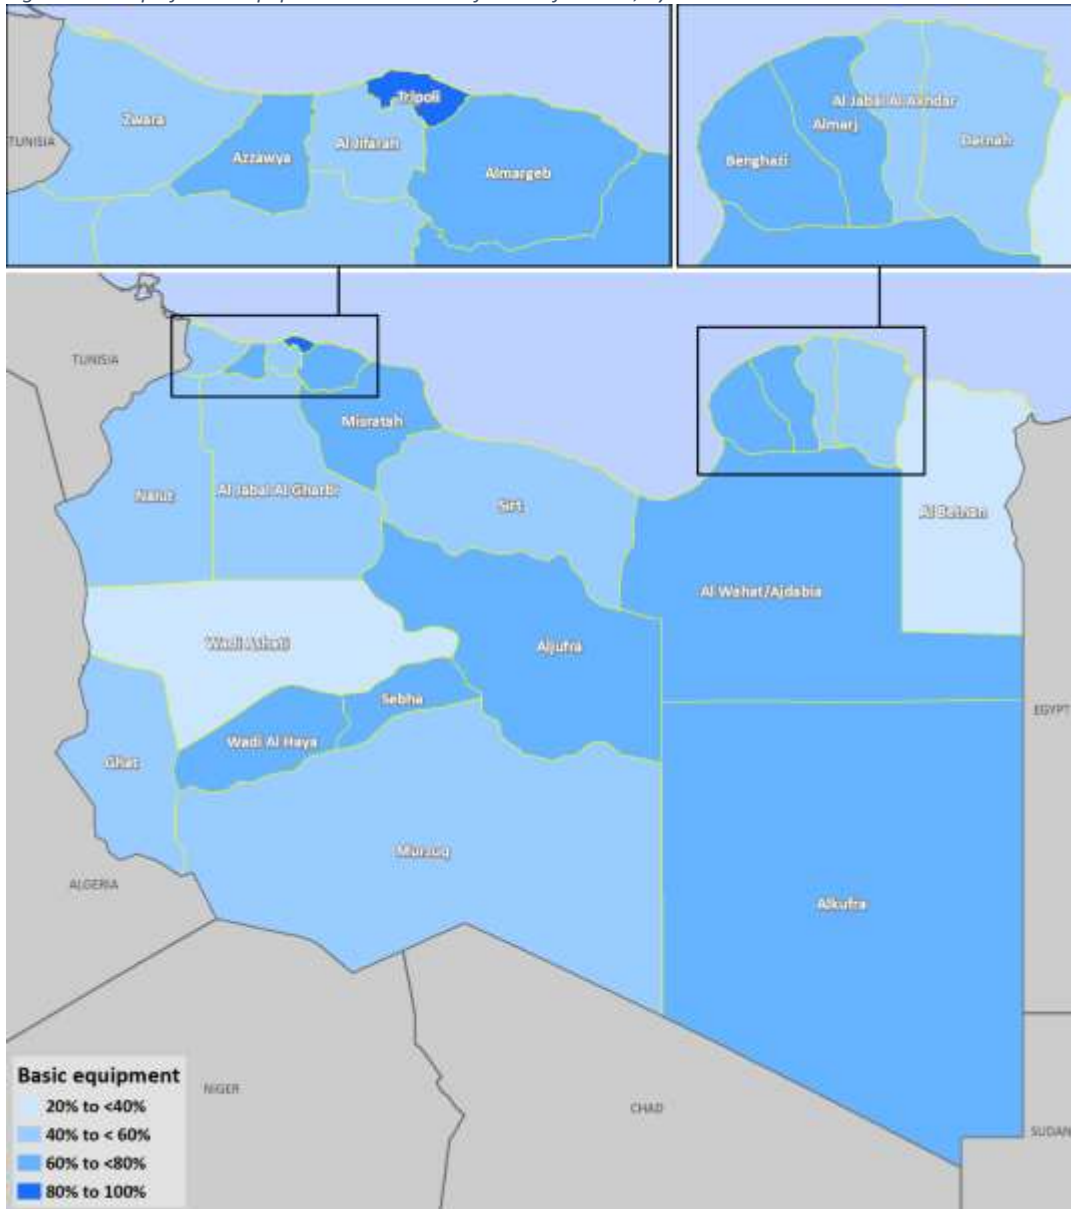 TUNISIA
Zwara
Azzawya
Al Jifarah
Tripoli
Almargeb
Benghazi
Almarj
Al Jabal Al Akhdar
Darnah
TUNISIA
Misratah
Nalut
Al Jabal Al Gharbi
Sirt
Al Batnan
Al Wahat/Ajdabia
Wadi Ashati
Aljufra
Sebha
Wadi Al Haya
Ghat
EGYPT
Murzuq
Alkufra
ALGERIA
NIGER
CHAD
SUDAN
Basic equipment
20% to <40%
40% to < 60%
60% to <80%
80% to 100%